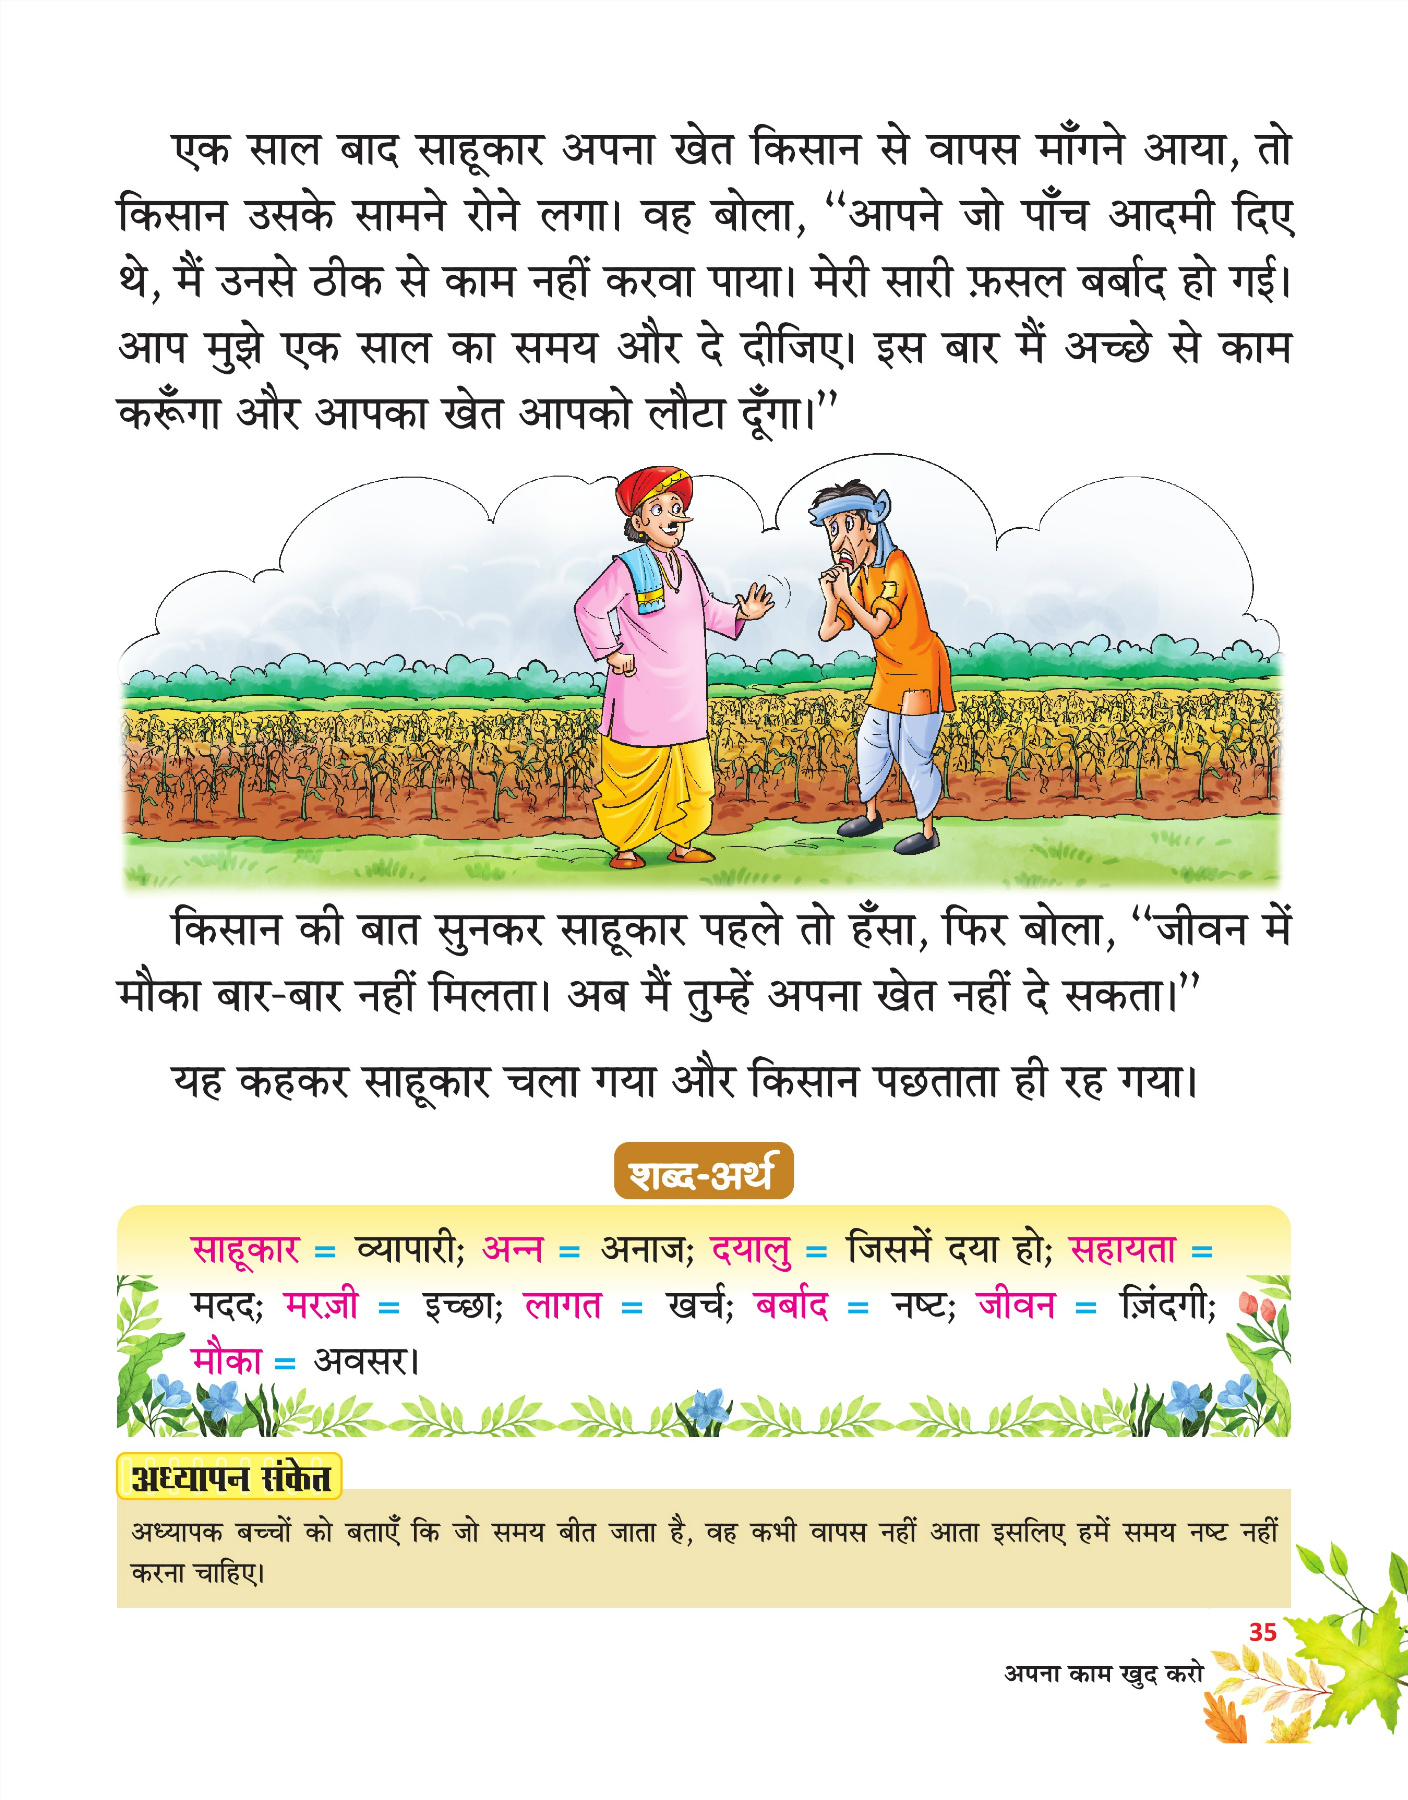 एक साल बाद साहूकार अपना खेत किसान से वापस माँगने आया, तो
किसान उसके सामने रोने लगा। वह बोला, “आपने जो पाँच आदमी दिए
थे, मैं उनसे ठीक से काम नहीं करवा पाया। मेरी सारी फ़सल बर्बाद हो गई।
आप मुझे एक साल का समय और दे दीजिए। इस बार मैं अच्छे से काम
करूँगा और आपका खेत आपको लौटा दूँगा।”
किसान की बात सुनकर साहूकार पहले तो हँसा, फिर बोला, “जीवन में
मौका बार-बार नहीं मिलता। अब मैं तुम्हें अपना खेत नहीं दे सकता।”
यह कहकर साहूकार चला गया और किसान पछताता ही रह गया।
शब्द-अर्थ
साहूकार = व्यापारी; अन्न = अनाज; दयालु = जिसमें दया हो; सहायता =
मदद; मरज़ी = इच्छा; लागत = खर्च; बर्बाद = नष्ट; जीवन = ज़िंदगी;
मौका = अवसर।
अध्यापन संकेत
अध्यापक बच्चों को बताएँ कि जो समय बीत जाता है, वह कभी वापस नहीं आता इसलिए हमें समय नष्ट नहीं
करना चाहिए।
35
अपना काम खुद करो